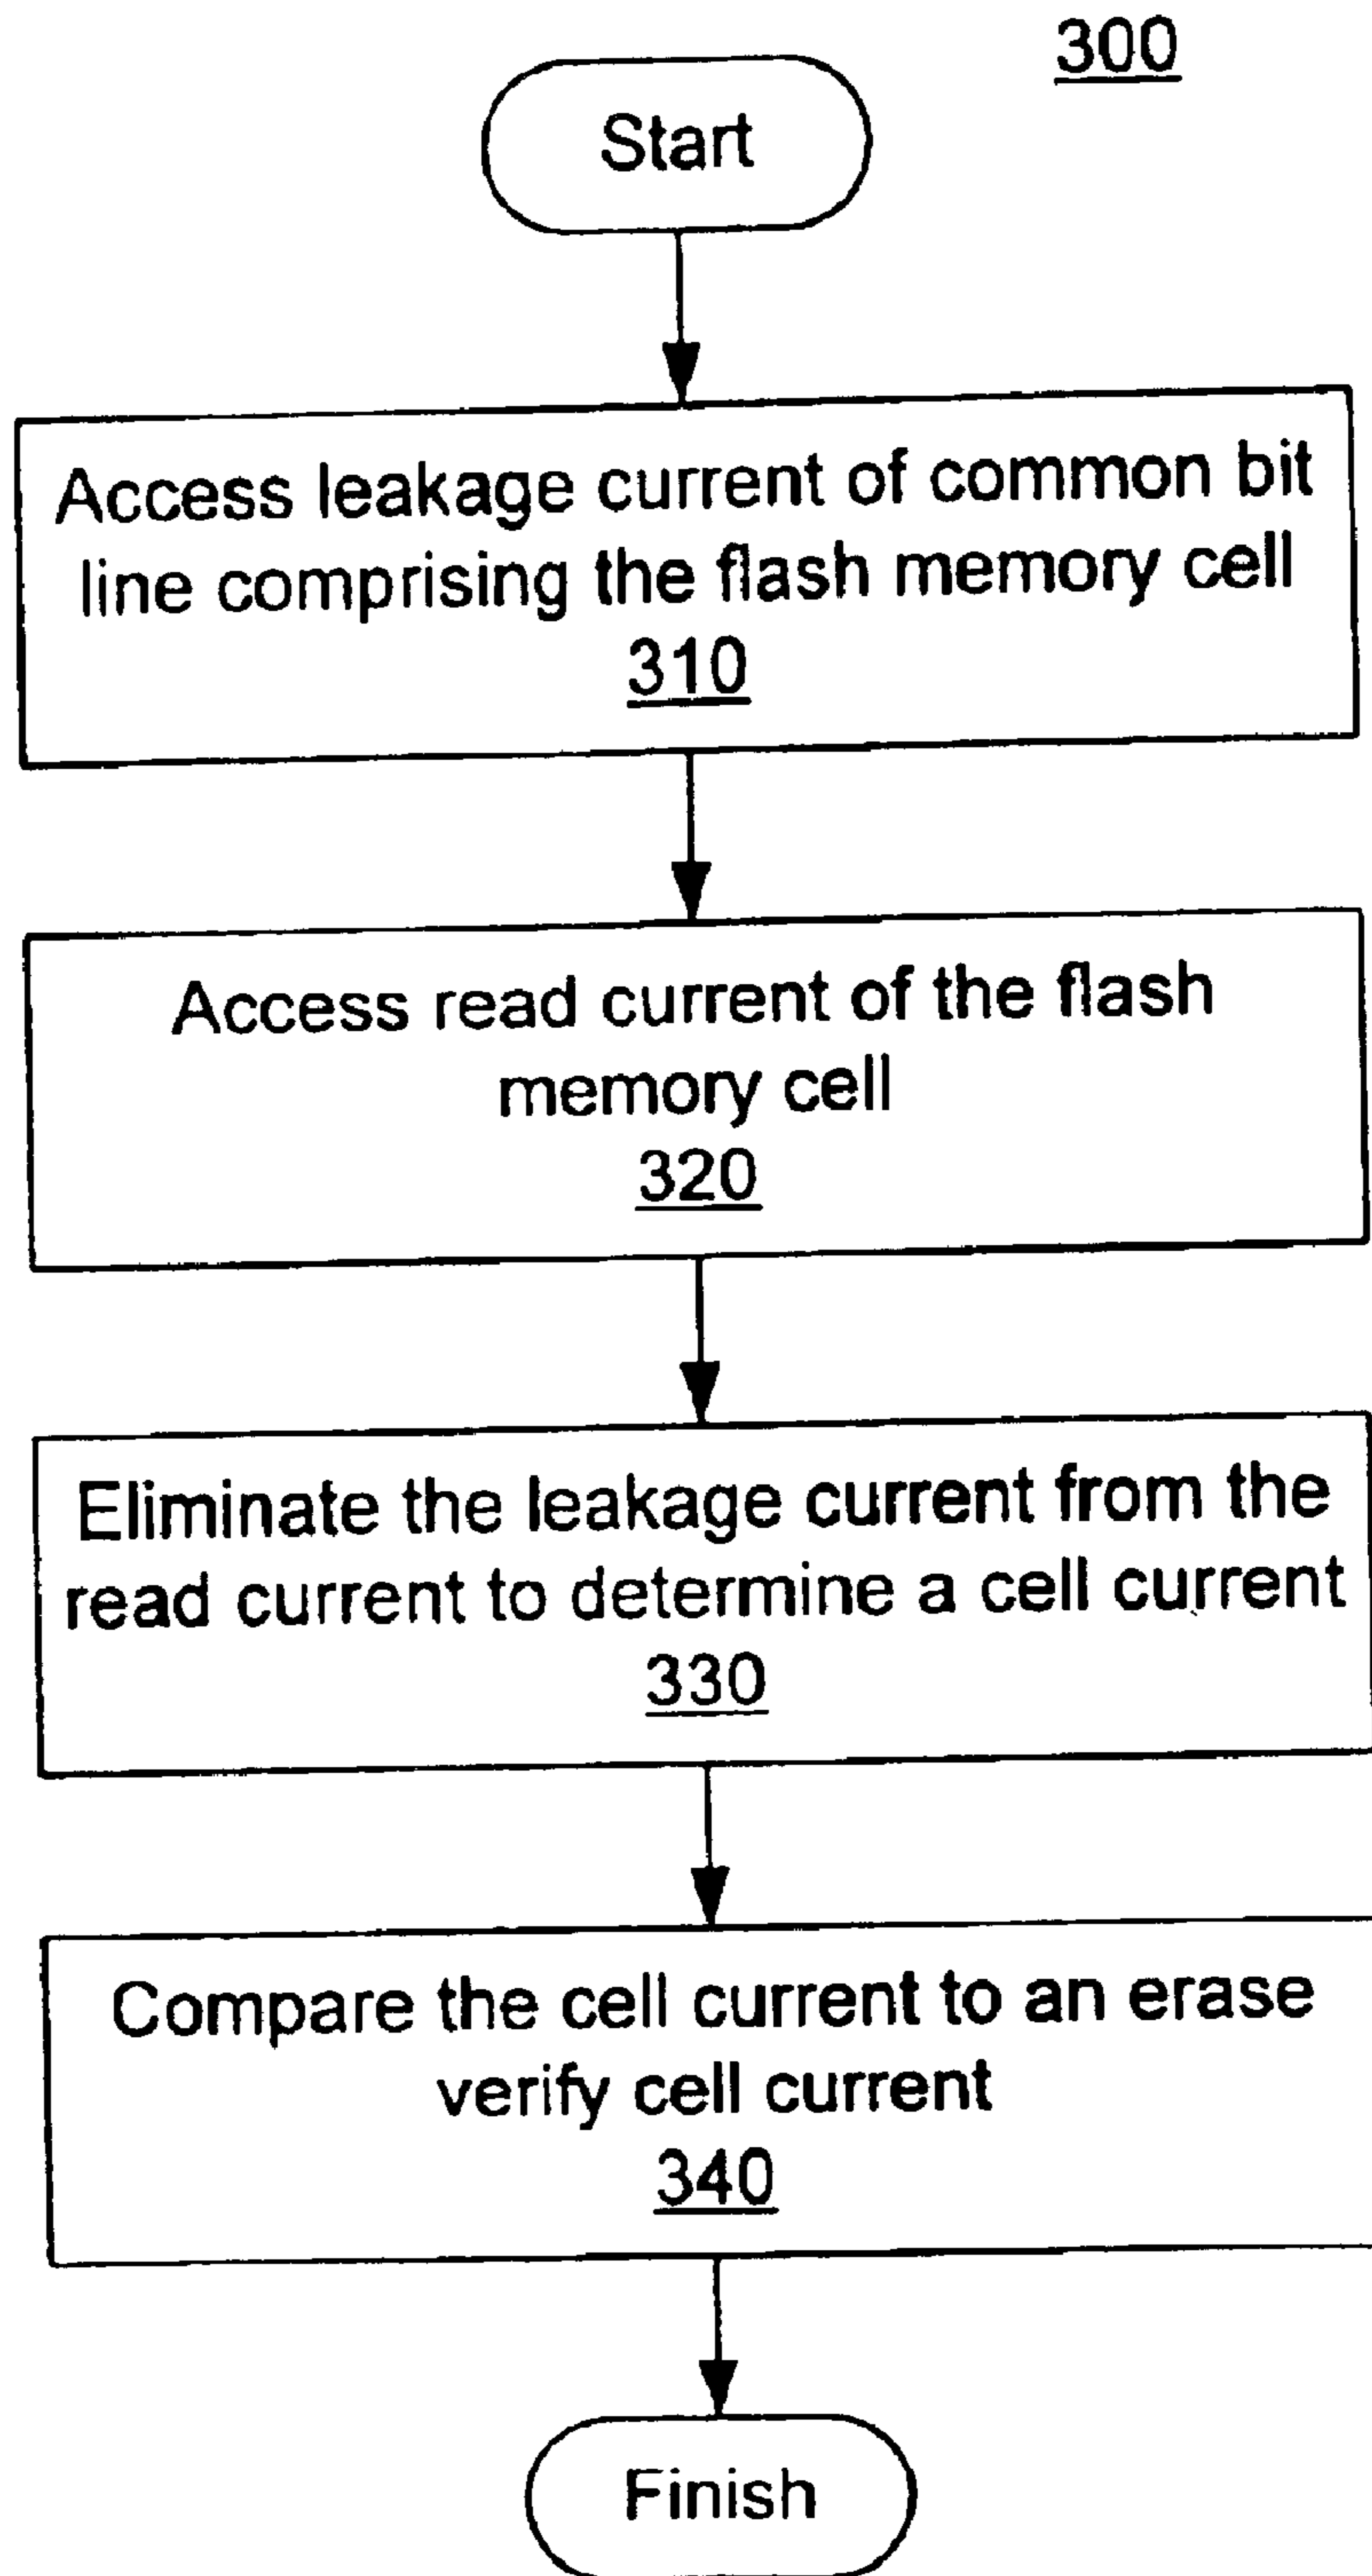 300
Start
Access leakage current of common bit
line comprising the flash memory cell
310
Access read current of the flash
memory cell
320
Eliminate the leakage current from the
read current to determine a cell current
330
Compare the cell current to an erase
verify cell current
340
Finish